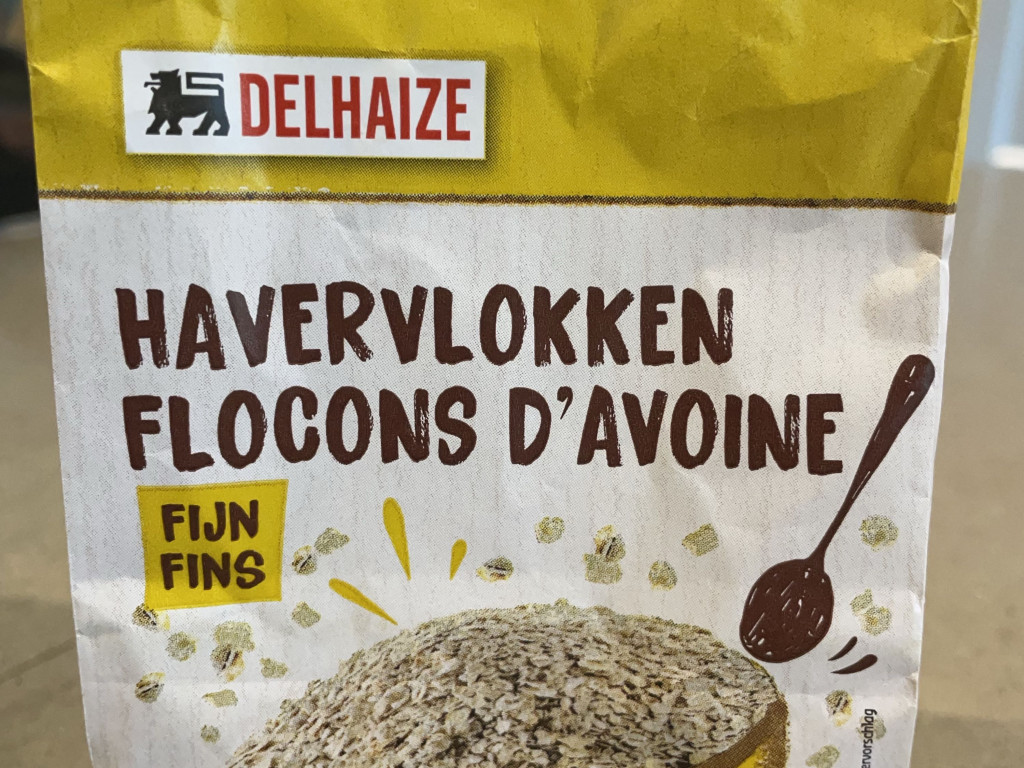 DELHAIZE
HAVERVLOKKEN
FLOCONS D'AVOINE
FIJN
FINS